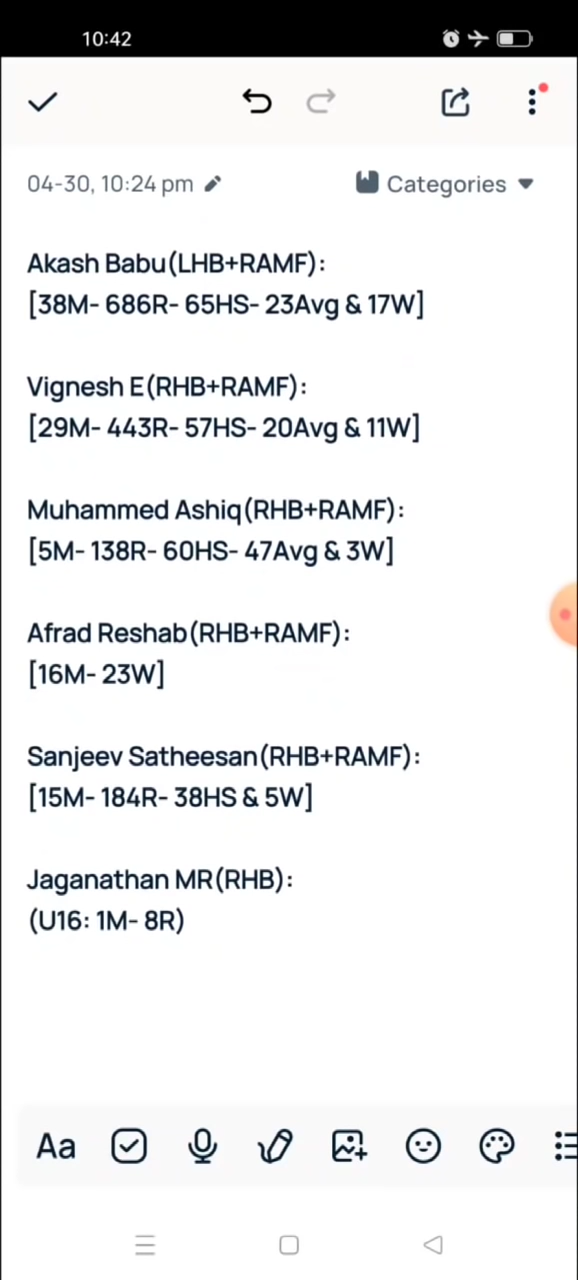 10:42
04-30, 10:24 pm Categories
Akash Babu(LHB+RAMF):
[38M- 686R- 65HS- 23Avg & 17W]
Vignesh E(RHB+RAMF):
[29M- 443R- 57HS- 20Avg & 11W]
Muhammed Ashiq(RHB+RAMF):
[5M- 138R- 60HS- 47Avg & 3W]
Afrad Reshab(RHB+RAMF):
[16M- 23W]
Sanjeev Satheesan(RHB+RAMF):
[15M- 184R- 38HS & 5W]
Jaganathan MR(RHB):
(U16: 1M- 8R)
Aa